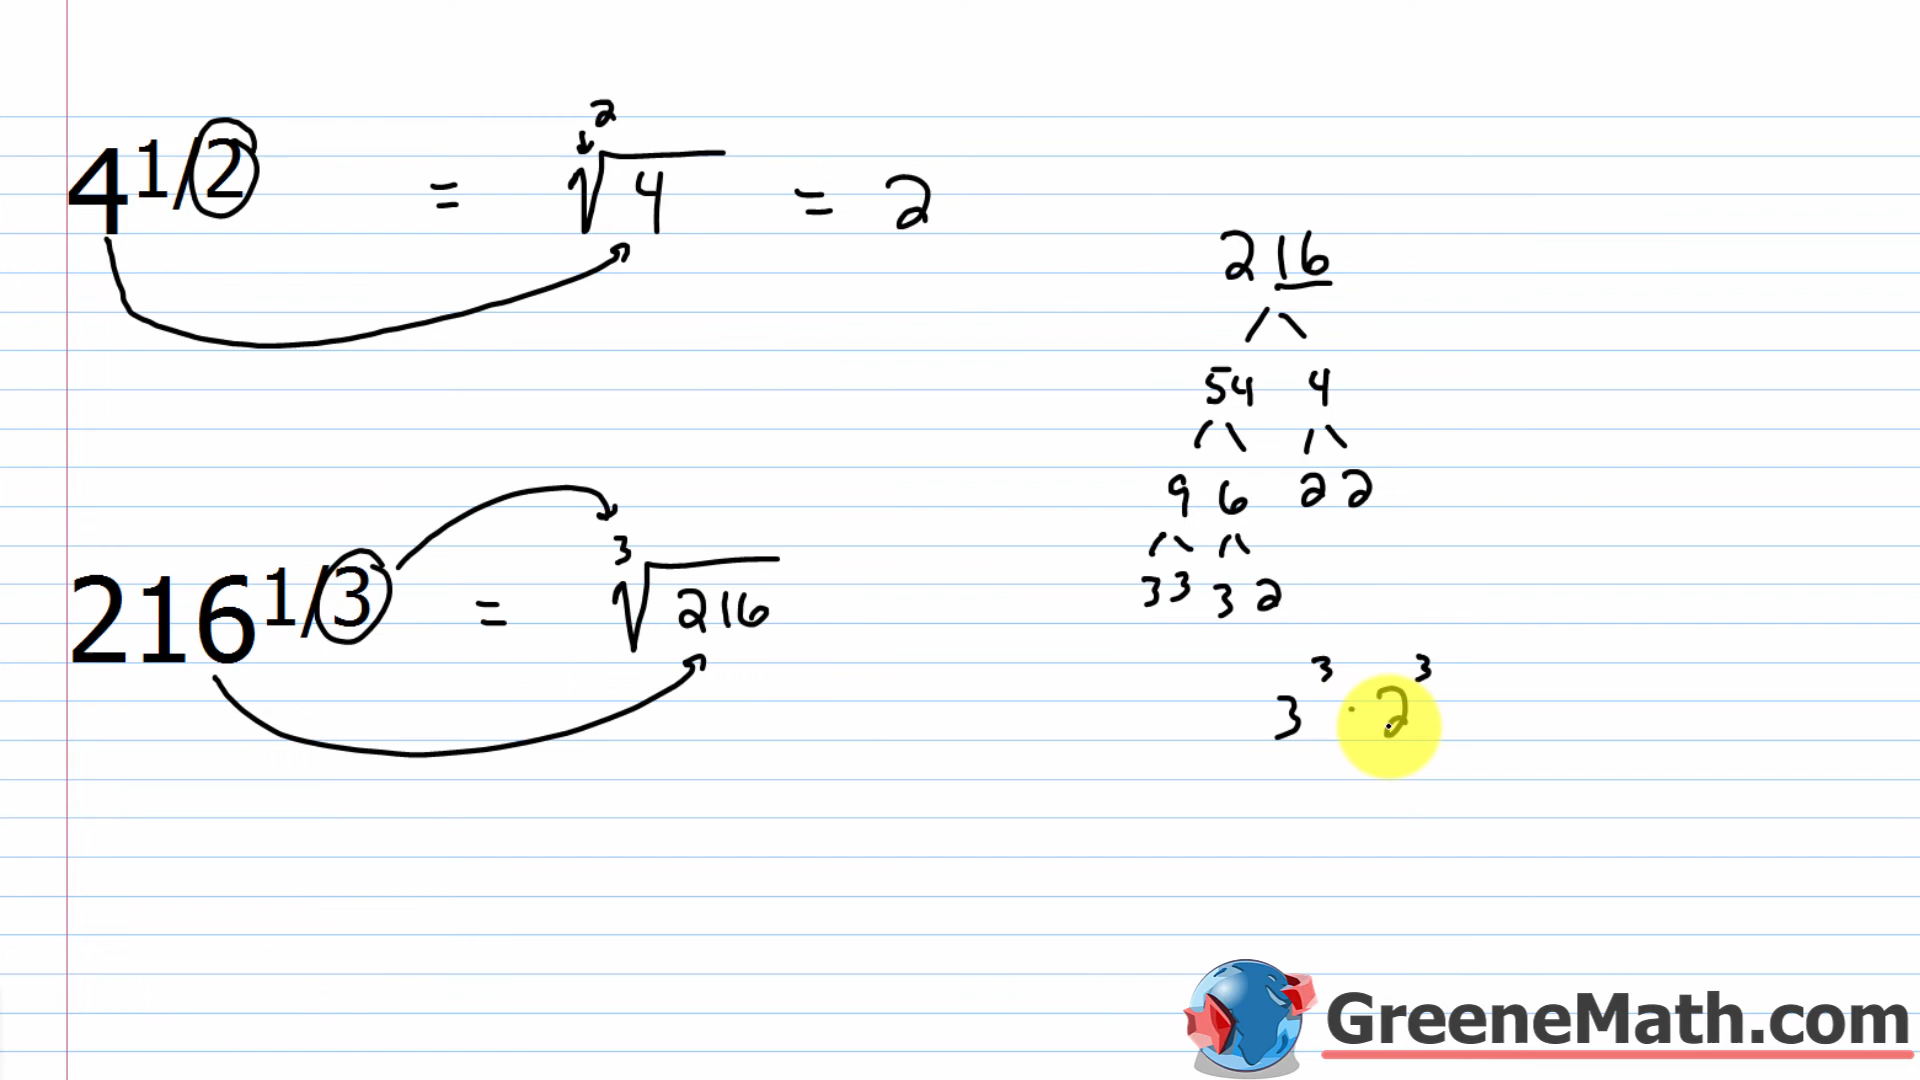 4^1/2 = ²√4 = 2
216
54 4
9 6 2 2
3 3 3 2
216^1/3 = ³√216
3³ · 2³
GreeneMath.com